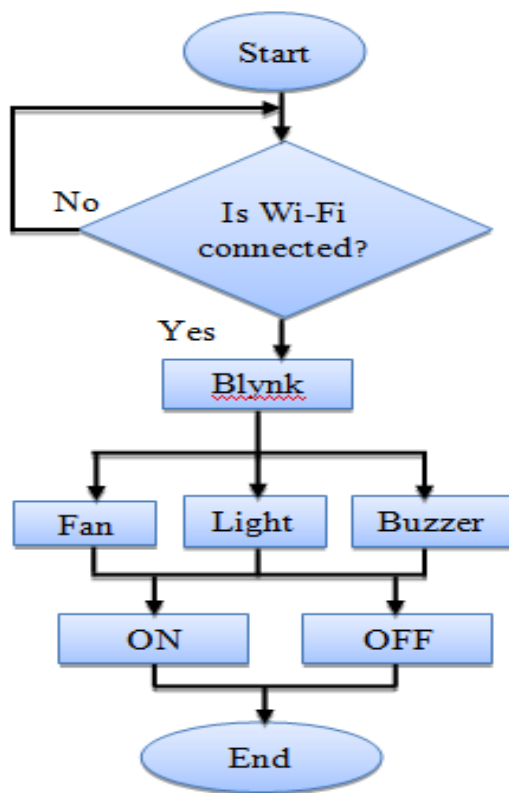 Start
No
Is Wi-Fi
connected?
Yes
Blynk
Fan
Light
Buzzer
ON
OFF
End